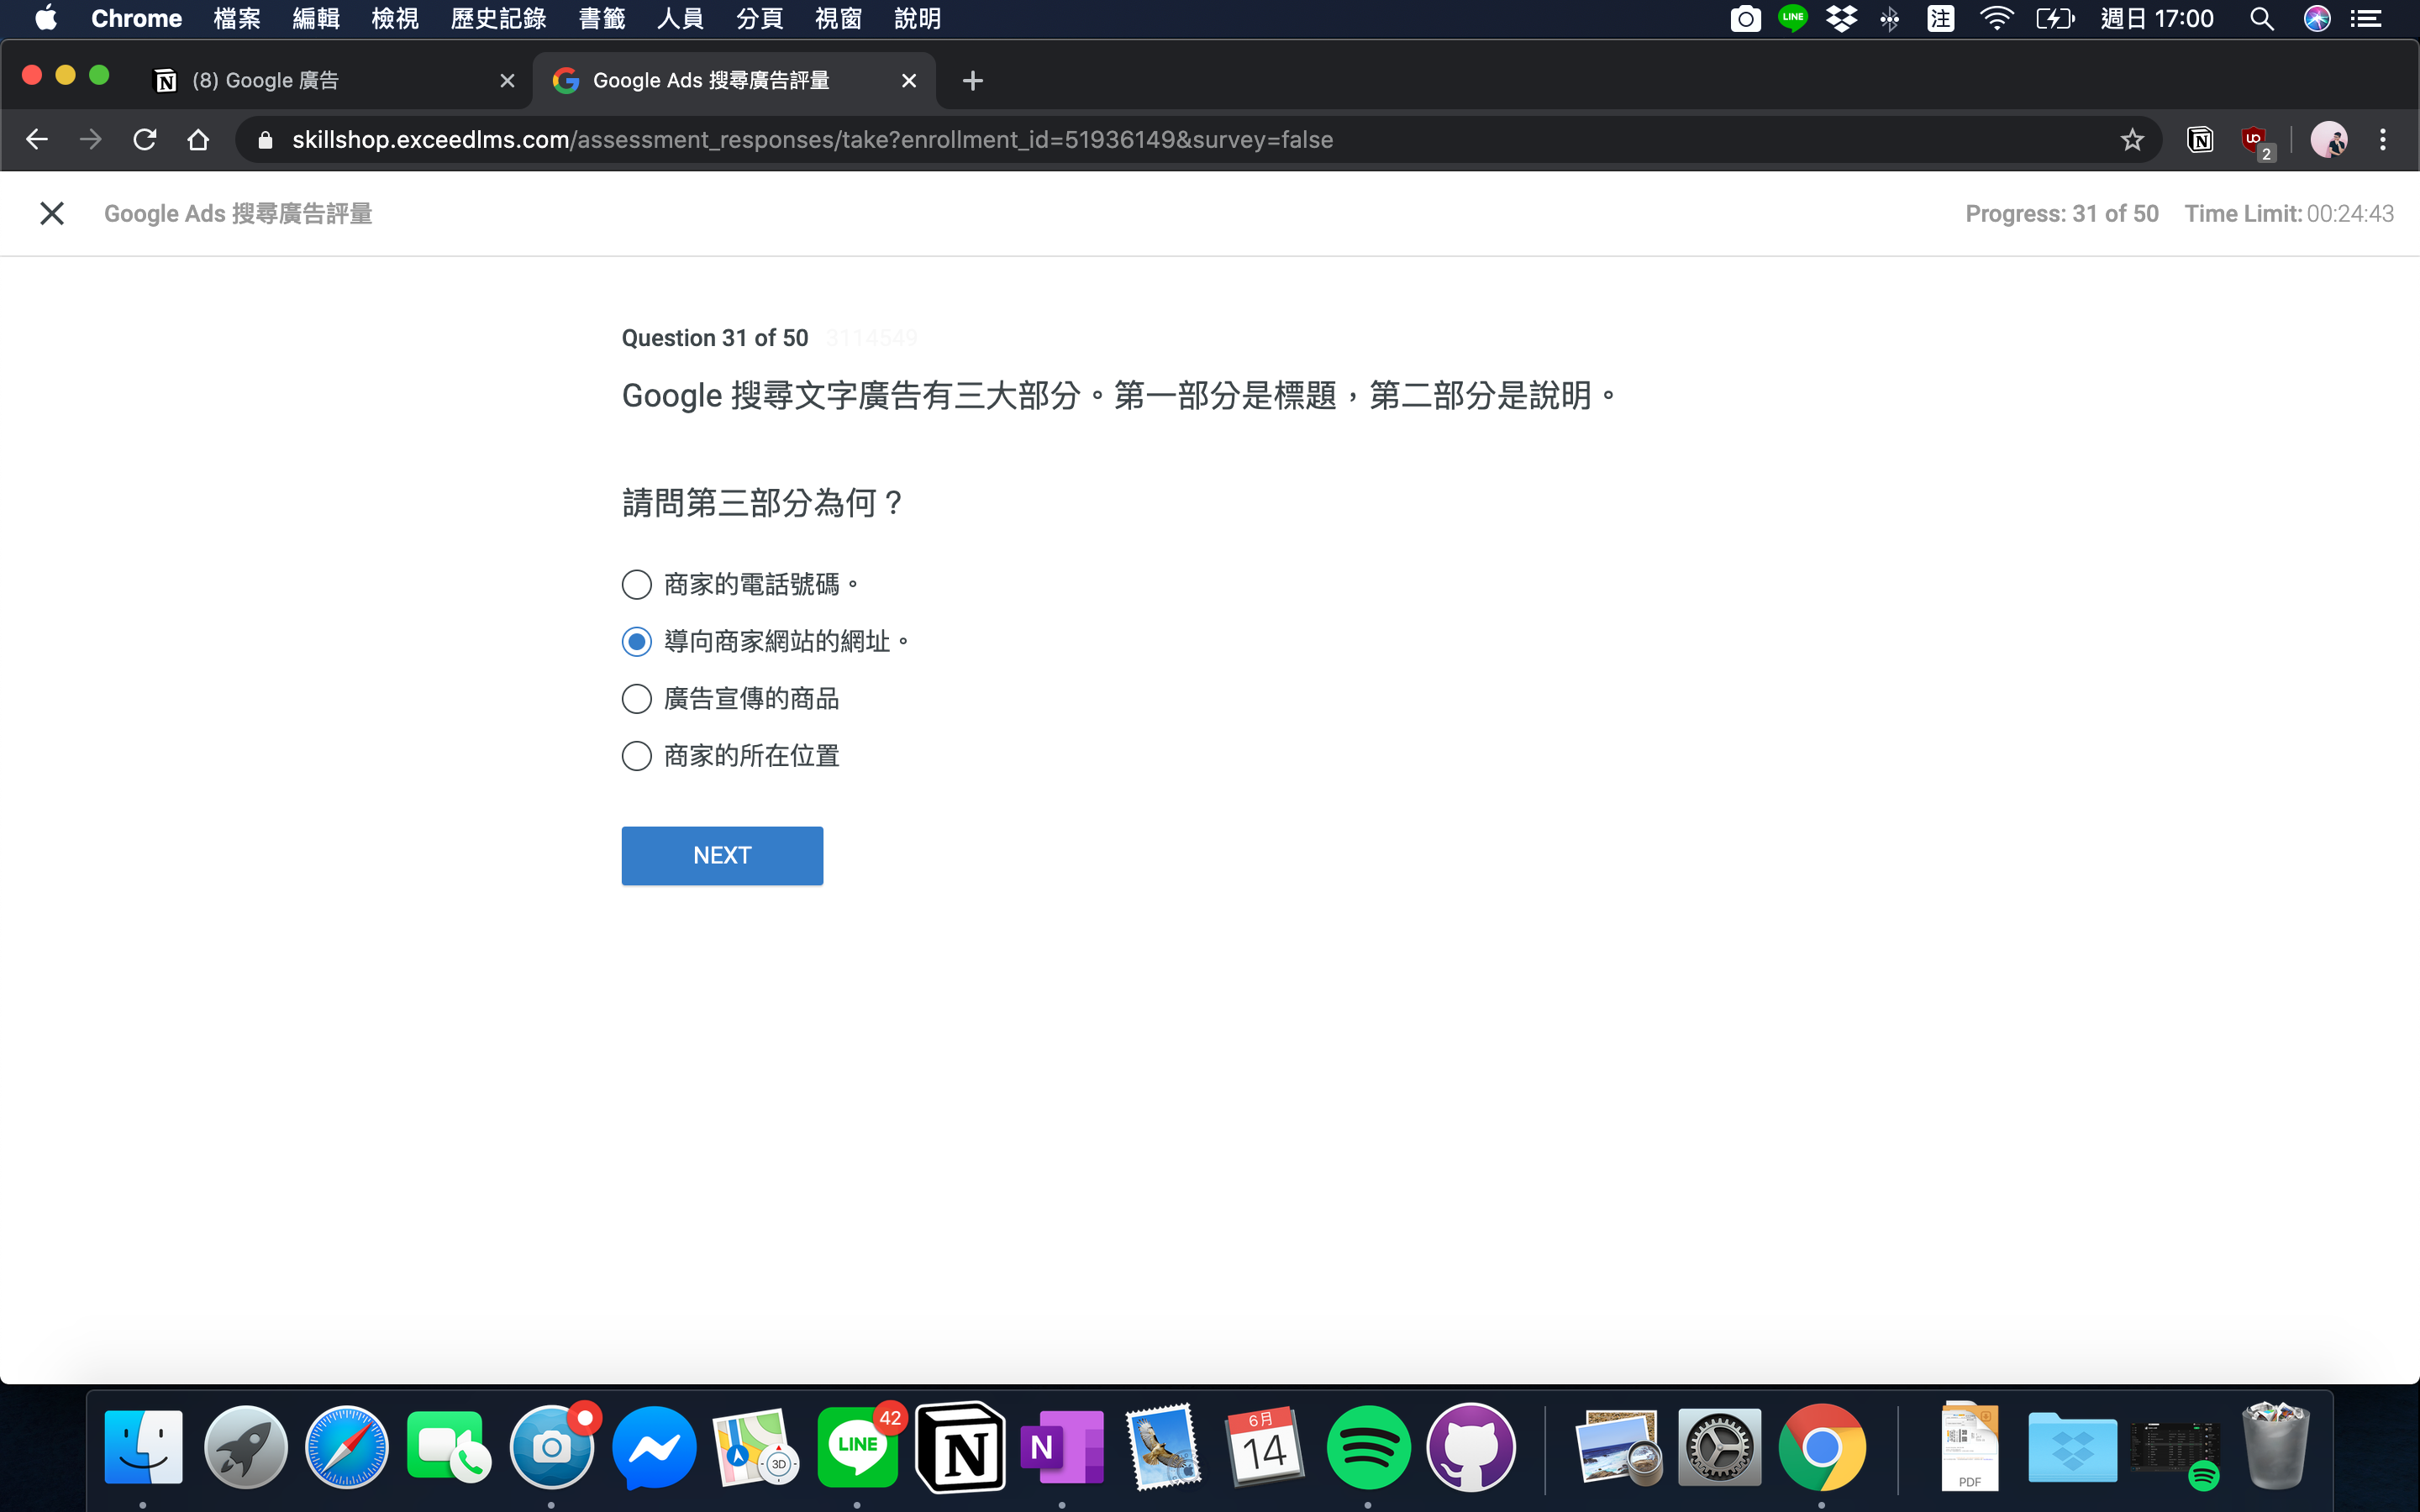 Chrome 檔案 編輯 檢視 歷史記錄 書籤 人員 分頁 視窗 說明 LINE 注 週日 17:00
(8) Google 廣告
Google Ads 搜尋廣告評量
skillshop.exceedlms.com/assessment_responses/take?enrollment_id=51936149&survey=false
2
Google Ads 搜尋廣告評量
Progress: 31 of 50 Time Limit: 00:24:43
Question 31 of 50 3114549
Google 搜尋文字廣告有三大部分。第一部分是標題，第二部分是說明。
請問第三部分為何？
商家的電話號碼。
導向商家網站的網址。
廣告宣傳的商品
商家的所在位置
NEXT
3D
LINE
42
N
N
6月
14
PDF